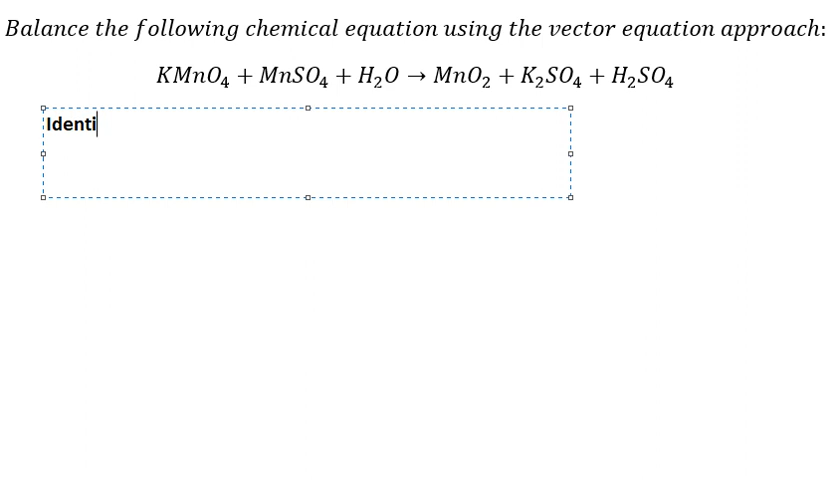 Balance the following chemical equation using the vector equation approach:
KMnO₄ + MnSO₄ + H₂O → MnO₂ + K₂SO₄ + H₂SO₄
Identi